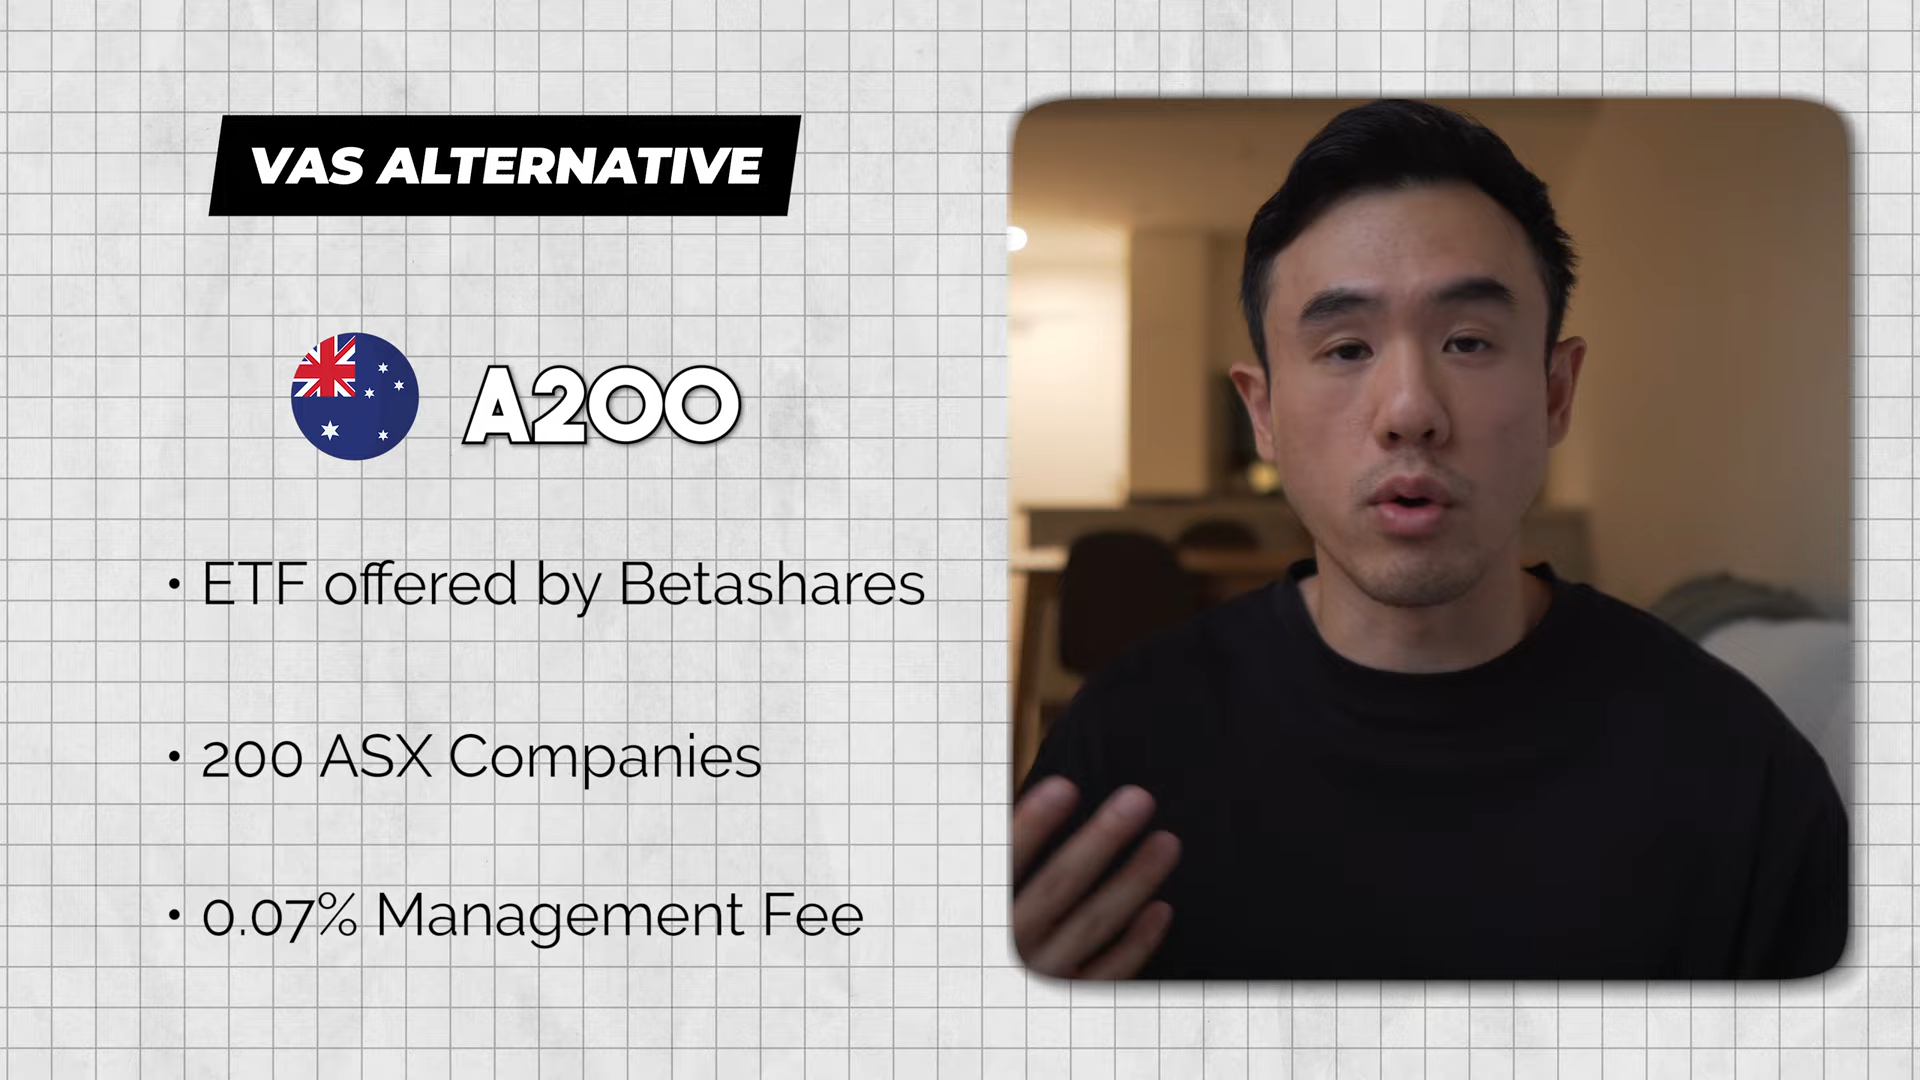 VAS ALTERNATIVE
A200
• ETF offered by Betashares
• 200 ASX Companies
• 0.07% Management Fee